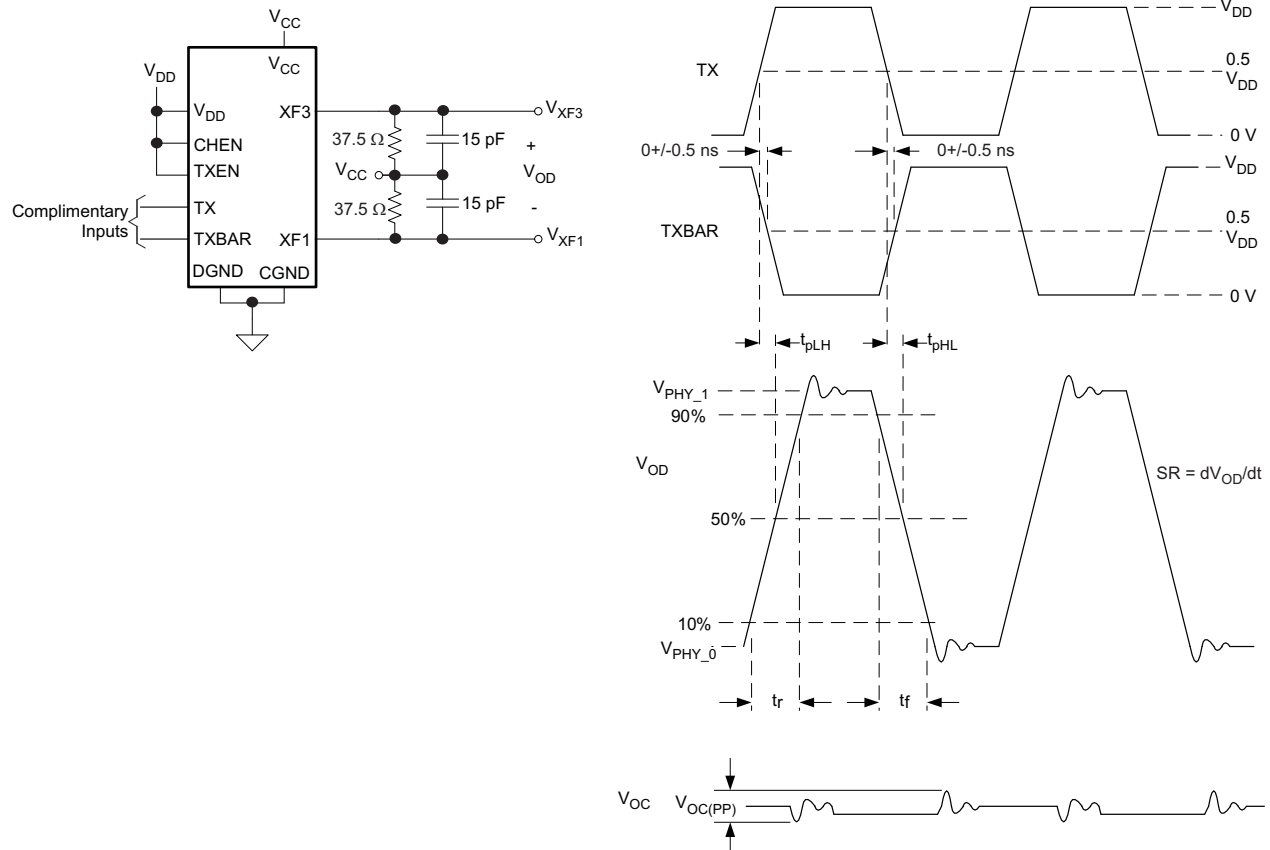 V_CC
V_CC
V_DD
V_DD
XF3
V_XF3
CHEN
37.5 Ω
15 pF
+
TXEN
V_CC
V_OD
Complimentary
Inputs
TX
37.5 Ω
15 pF
-
TXBAR
XF1
V_XF1
DGND
CGND
V_DD
TX
0.5
V_DD
0 V
0+/-0.5 ns
0+/-0.5 ns
V_DD
TXBAR
0.5
V_DD
0 V
t_pLH
t_pHL
V_PHY_1
90%
V_OD
SR = dV_OD/dt
50%
10%
V_PHY_0
tr
tf
V_OC
V_OC(PP)